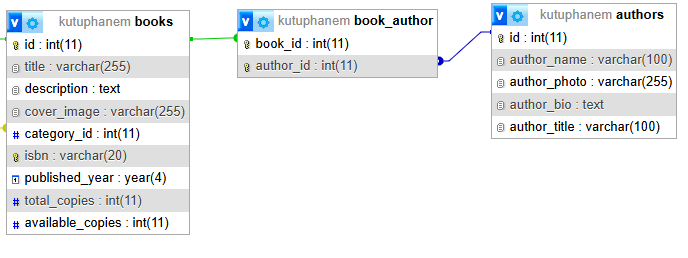 kutuphanem books
id : int(11)
title : varchar(255)
description : text
cover_image : varchar(255)
category_id : int(11)
isbn : varchar(20)
published_year : year(4)
total_copies : int(11)
available_copies : int(11)
kutuphanem book_author
book_id : int(11)
author_id : int(11)
kutuphanem authors
id : int(11)
author_name : varchar(100)
author_photo : varchar(255)
author_bio : text
author_title : varchar(100)